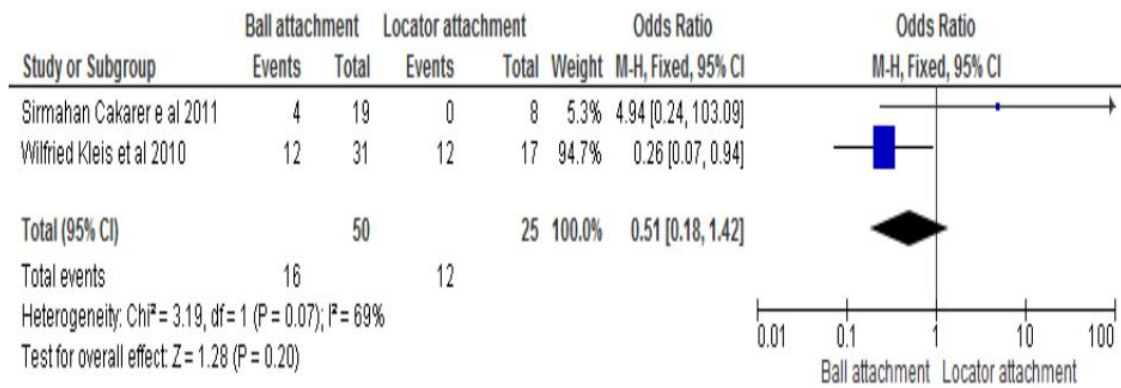 Ball attachment Locator attachment Odds Ratio Odds Ratio
Study or Subgroup Events Total Events Total Weight M-H, Fixed, 95% CI M-H, Fixed, 95% CI
Sirmahan Cakarer e al 2011 4 19 0 8 5.3% 4.94 [0.24, 103.09]
Wilfried Kleis et al 2010 12 31 12 17 94.7% 0.26 [0.07, 0.94]
Total (95% CI) 50 25 100.0% 0.51 [0.18, 1.42]
Total events 16 12
Heterogeneity: Chi² = 3.19, df = 1 (P = 0.07); I² = 69%
Test for overall effect: Z = 1.28 (P = 0.20)
0.01 0.1 1 10 100
Ball attachment Locator attachment